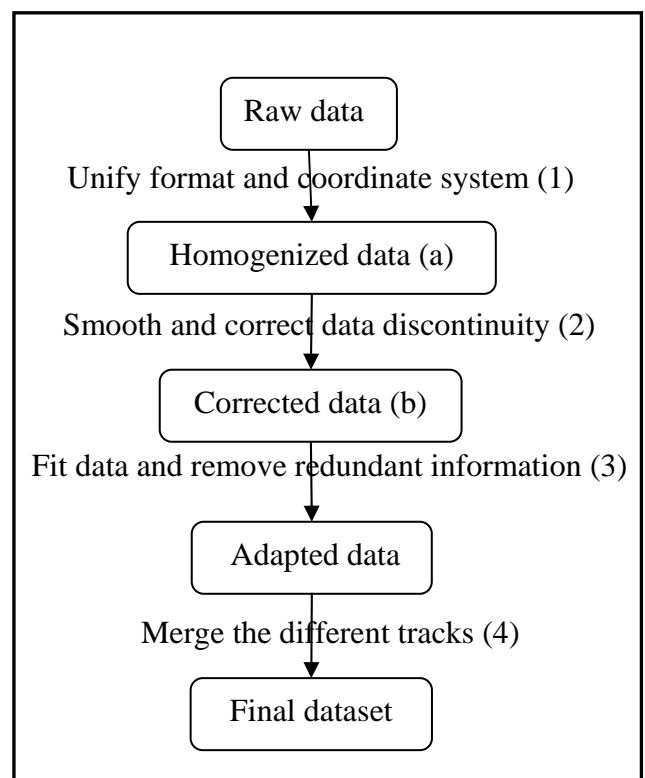 Raw data
Unify format and coordinate system (1)
Homogenized data (a)
Smooth and correct data discontinuity (2)
Corrected data (b)
Fit data and remove redundant information (3)
Adapted data
Merge the different tracks (4)
Final dataset